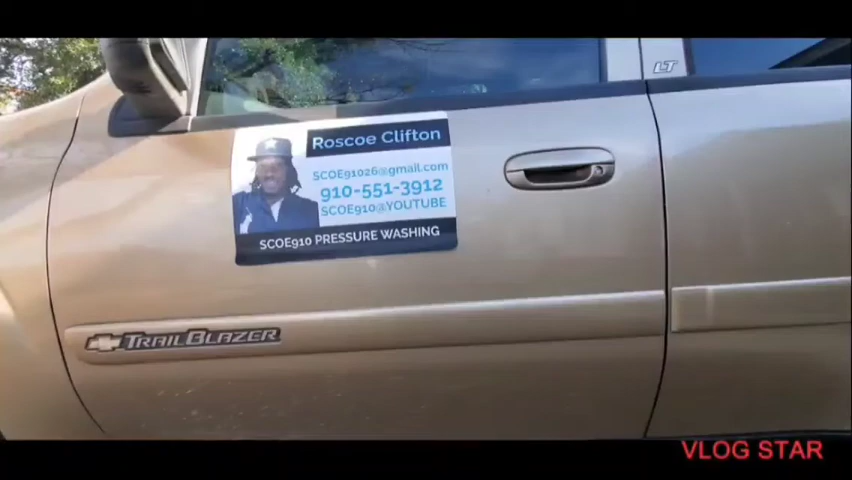 LT
Roscoe Clifton
SCOE91026@gmail.com
910-551-3912
SCOE910@YOUTUBE
SCOE910 PRESSURE WASHING
TRAILBLAZER
VLOG STAR